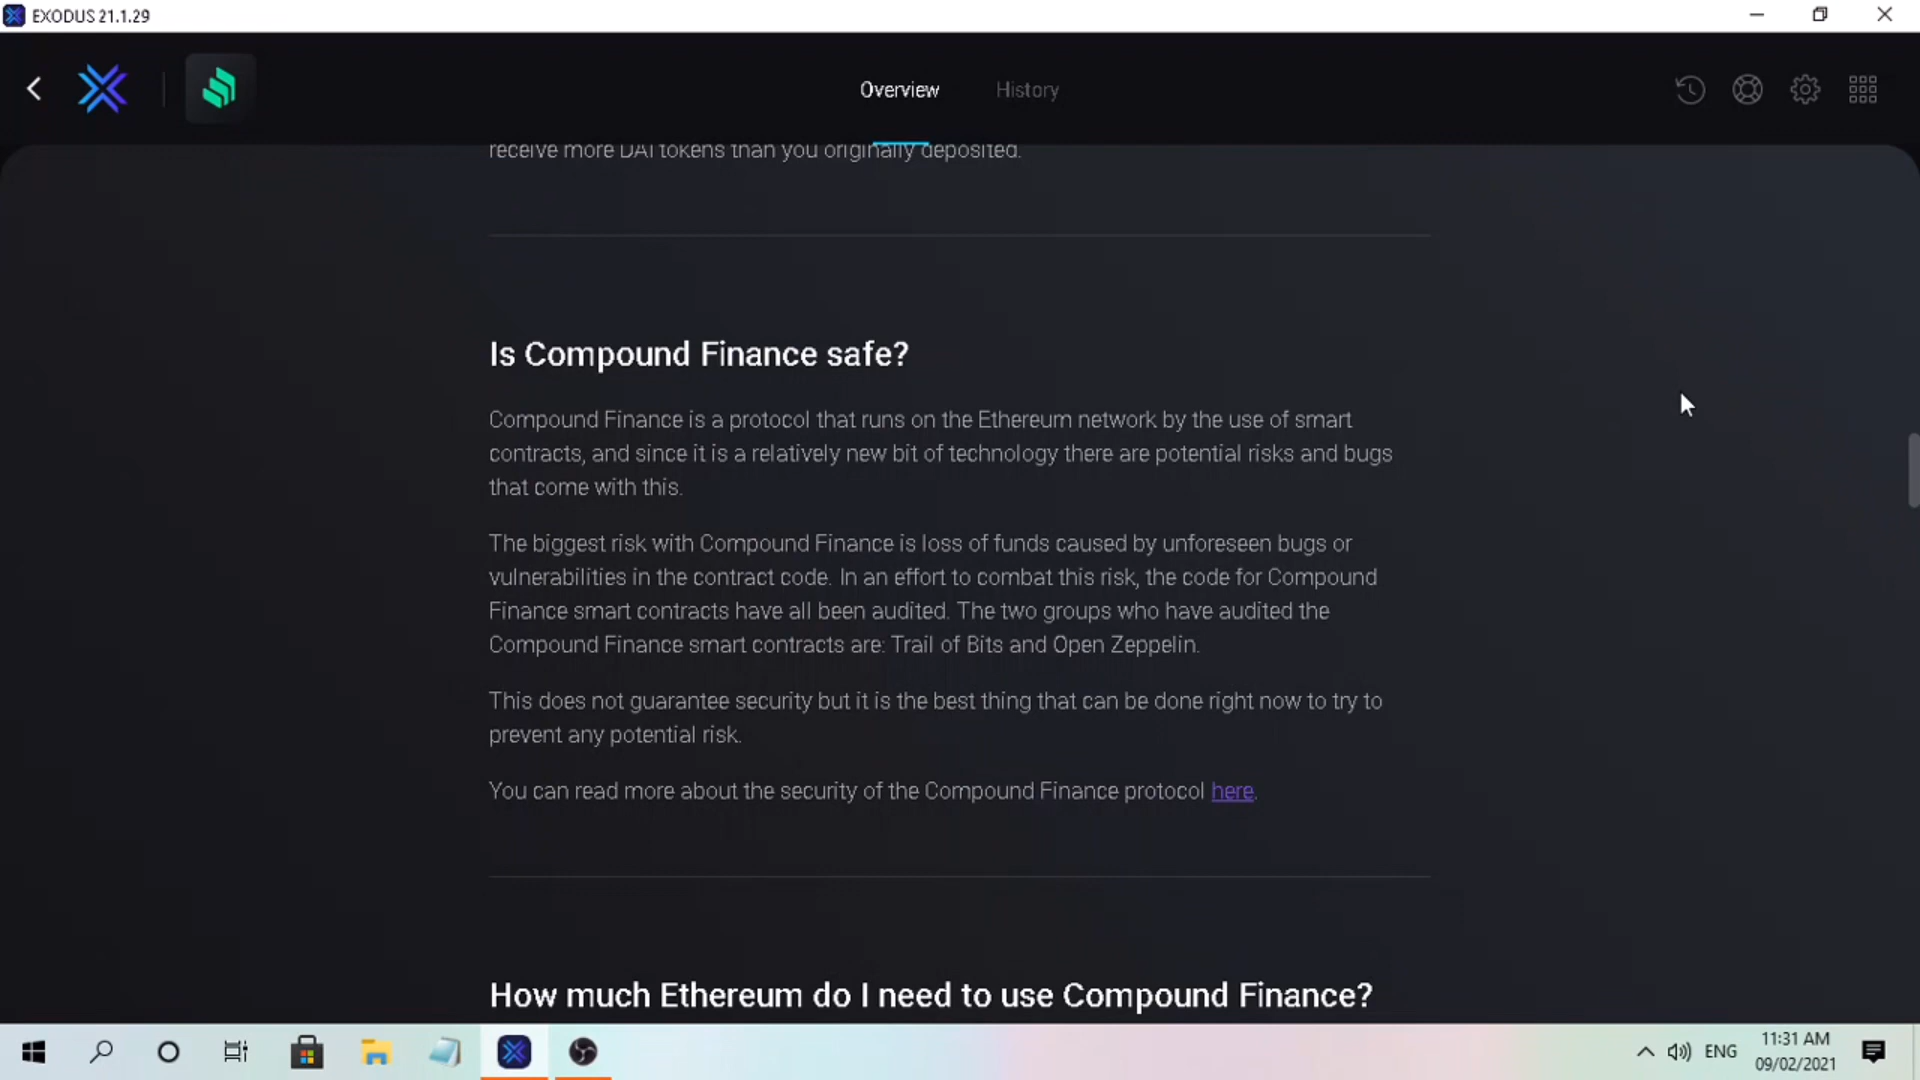 EXODUS 21.1.29
Overview
History
receive more DAI tokens than you originally deposited.
Is Compound Finance safe?
Compound Finance is a protocol that runs on the Ethereum network by the use of smart
contracts, and since it is a relatively new bit of technology there are potential risks and bugs
that come with this.
The biggest risk with Compound Finance is loss of funds caused by unforeseen bugs or
vulnerabilities in the contract code. In an effort to combat this risk, the code for Compound
Finance smart contracts have all been audited. The two groups who have audited the
Compound Finance smart contracts are: Trail of Bits and Open Zeppelin.
This does not guarantee security but it is the best thing that can be done right now to try to
prevent any potential risk.
You can read more about the security of the Compound Finance protocol here.
How much Ethereum do I need to use Compound Finance?
ENG
11:31 AM
09/02/2021